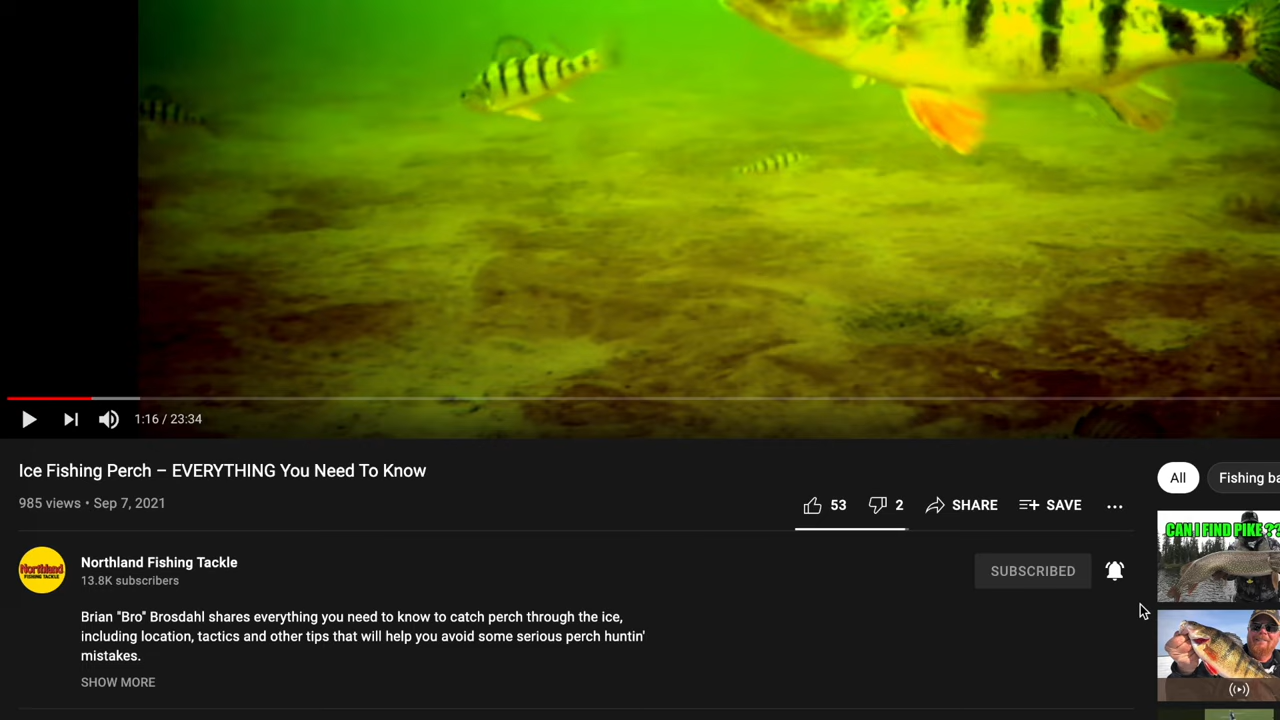 1:16 / 23:34
Ice Fishing Perch – EVERYTHING You Need To Know
985 views • Sep 7, 2021
53
2
SHARE
SAVE
All
Fishing ba
CAN I FIND PIKE ??
Northland
FISHING TACKLE
Northland Fishing Tackle
13.8K subscribers
SUBSCRIBED
Brian "Bro" Brosdahl shares everything you need to know to catch perch through the ice,
including location, tactics and other tips that will help you avoid some serious perch huntin'
mistakes.
SHOW MORE